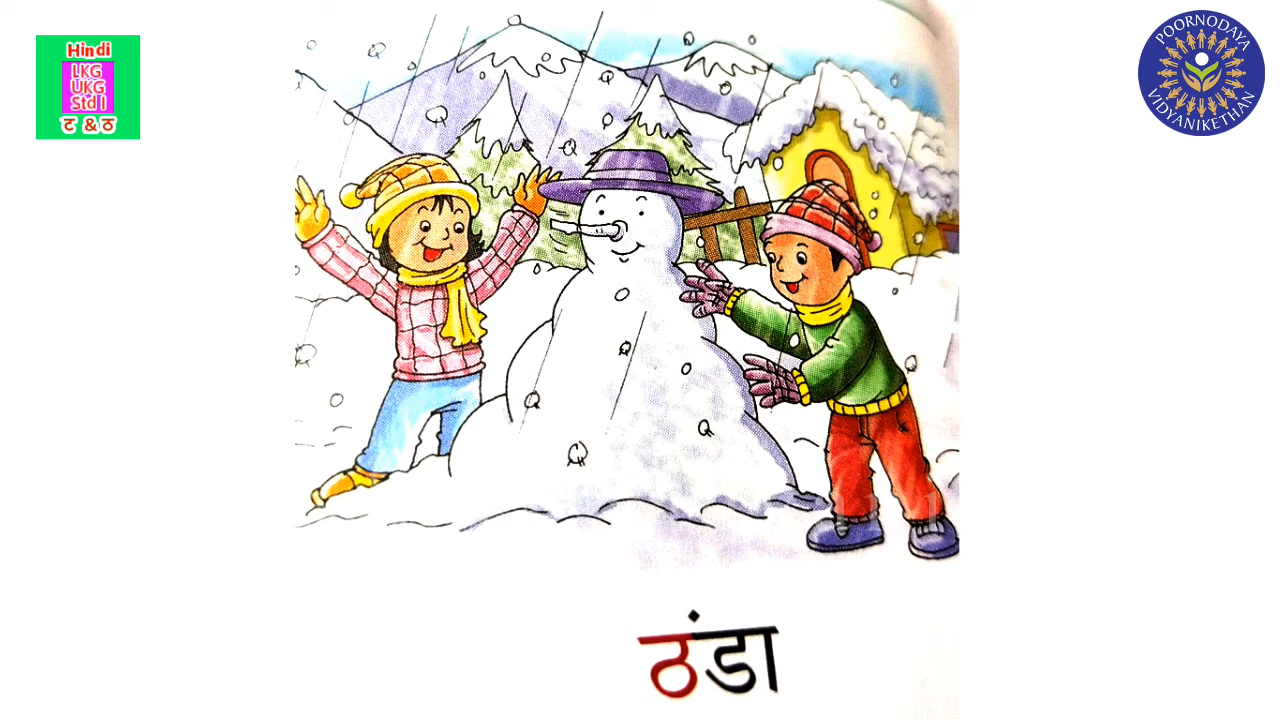 Hindi
LKG
UKG
Std I
ट & ठ
POORNODAYA
VIDYANIKETHAN
ठंडा